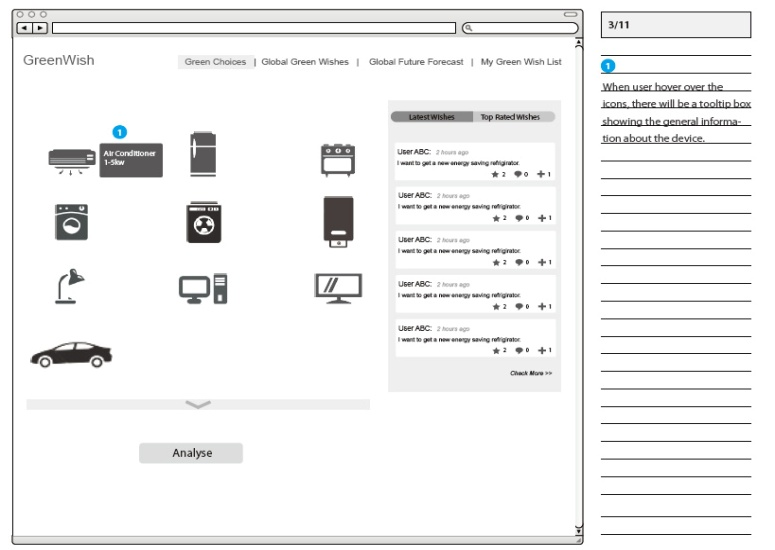 GreenWish
Green Choices | Global Green Wishes | Global Future Forecast | My Green Wish List
1
Air Conditioner
1-5kw
Latest Wishes Top Rated Wishes
User ABC: 2 hours ago
I want to get a new energy saving refrigirator.
2 0 1
User ABC: 2 hours ago
I want to get a new energy saving refrigirator.
2 0 1
User ABC: 2 hours ago
I want to get a new energy saving refrigirator.
2 0 1
User ABC: 2 hours ago
I want to get a new energy saving refrigirator.
2 0 1
User ABC: 2 hours ago
I want to get a new energy saving refrigirator.
2 0 1
Check More >>
Analyse
3/11
1
When user hover over the
icons, there will be a tooltip box
showing the general informa-
tion about the device.